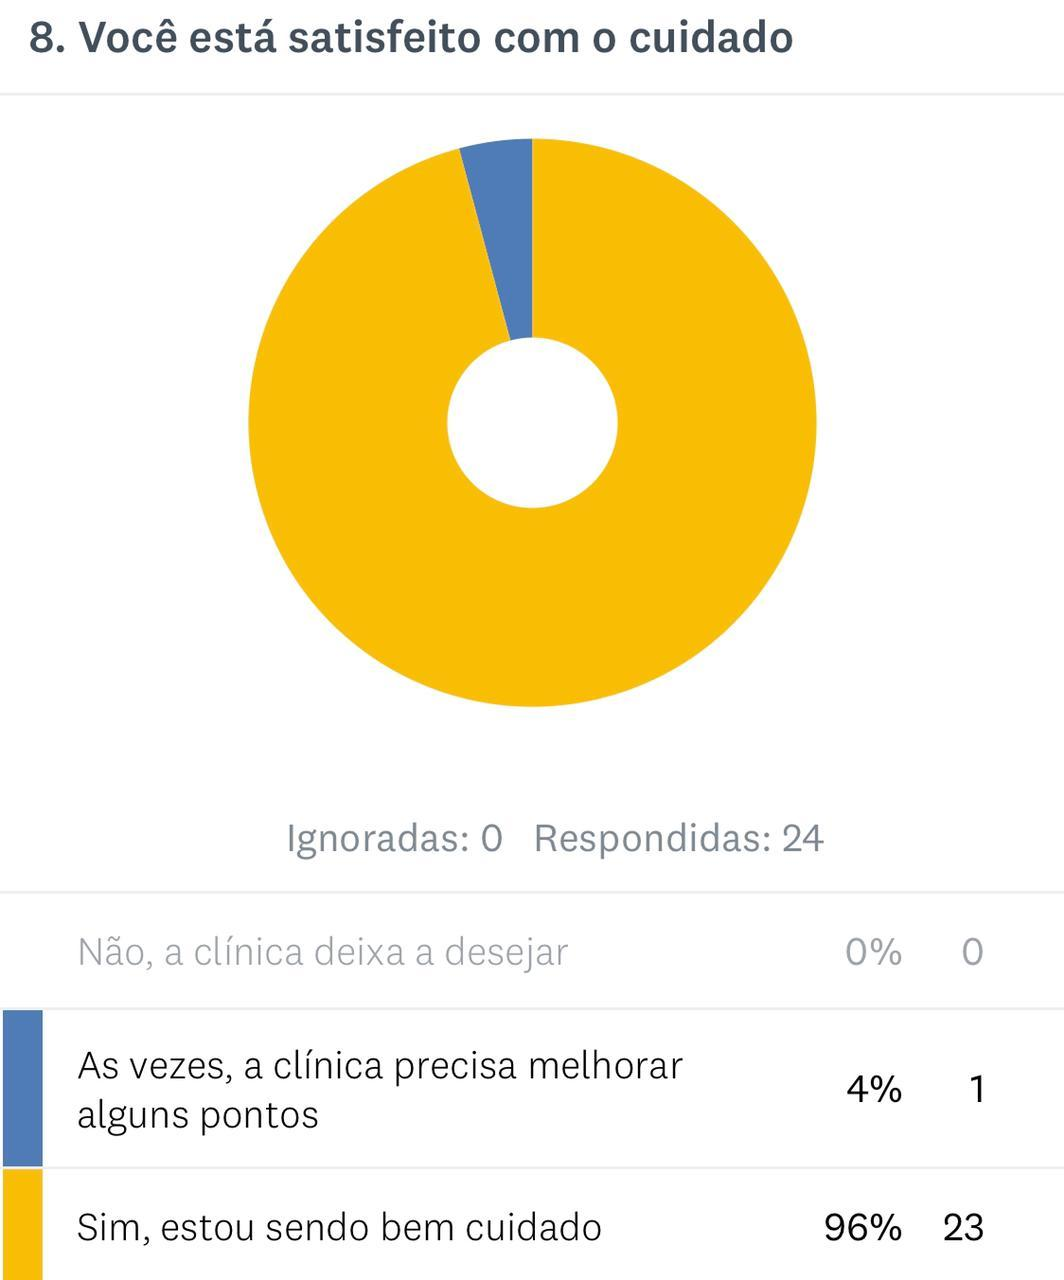 8. Você está satisfeito com o cuidado
Ignoradas: 0 Respondidas: 24
Não, a clínica deixa a desejar 0% 0
As vezes, a clínica precisa melhorar
alguns pontos 4% 1
Sim, estou sendo bem cuidado 96% 23